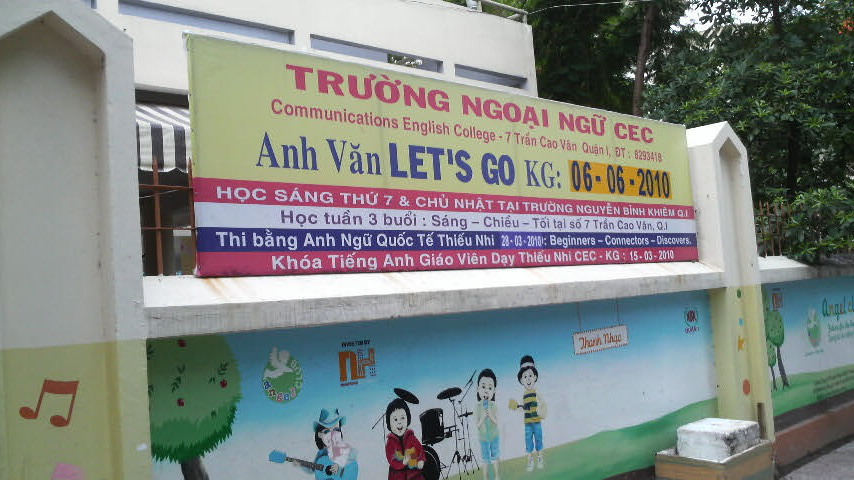 TRƯỜNG NGOẠI NGỮ CEC
Communications English College - 7 Trần Cao Vân Quận I, ĐT : 8293418
Anh Văn LET'S GO KG: 06-06-2010
HỌC SÁNG THỨ 7 & CHỦ NHẬT TẠI TRƯỜNG NGUYỄN BỈNH KHIÊM Q.I
Học tuần 3 buổi : Sáng – Chiều – Tối tại số 7 Trần Cao Vân, Q.I
Thi bằng Anh Ngữ Quốc Tế Thiếu Nhi 28-03-2010/: Beginners – Connectors – Discovers.
Khóa Tiếng Anh Giáo Viên Dạy Thiếu Nhi CEC - KG : 15-03-2010
INVESTED BY
Thanh Nhạc
Angel